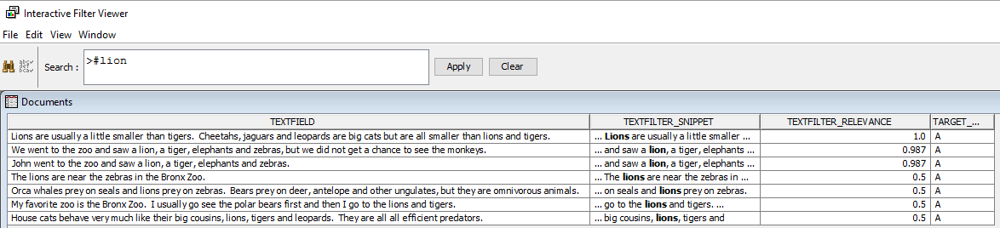 Interactive Filter Viewer
File Edit View Window
Search : >#lion Apply Clear
Documents
TEXTFIELD TEXTFILTER_SNIPPET TEXTFILTER_RELEVANCE TARGET_...
Lions are usually a little smaller than tigers. Cheetahs, jaguars and leopards are big cats but are all smaller than lions and tigers. ... Lions are usually a little smaller ... 1.0 A
We went to the zoo and saw a lion, a tiger, elephants and zebras, but we did not get a chance to see the monkeys. ... and saw a lion, a tiger, elephants ... 0.987 A
John went to the zoo and saw a lion, a tiger, elephants and zebras. ... and saw a lion, a tiger, elephants ... 0.987 A
The lions are near the zebras in the Bronx Zoo. ... The lions are near the zebras in ... 0.5 A
Orca whales prey on seals and lions prey on zebras. Bears prey on deer, antelope and other ungulates, but they are omnivorous animals. ... on seals and lions prey on zebras. 0.5 A
My favorite zoo is the Bronx Zoo. I usually go see the polar bears first and then I go to the lions and tigers. ... go to the lions and tigers. ... 0.5 A
House cats behave very much like their big cousins, lions, tigers and leopards. They are all all efficient predators. ... big cousins, lions, tigers and 0.5 A